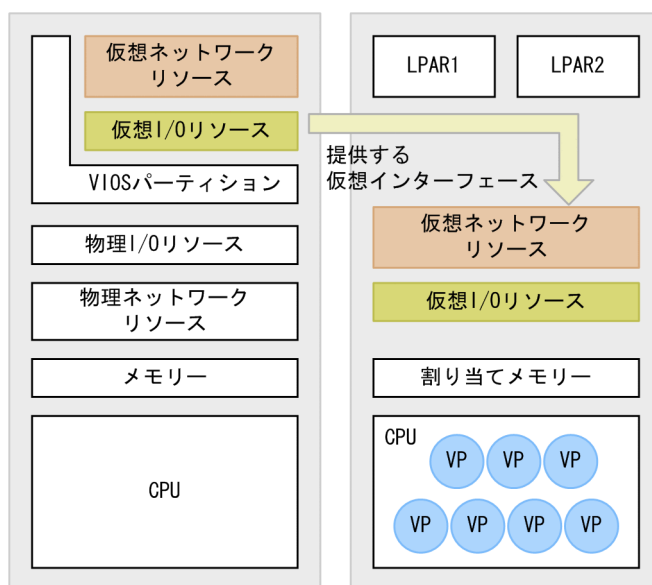 仮想ネットワーク
リソース
仮想I/Oリソース
VIOSパーティション
物理I/Oリソース
物理ネットワーク
リソース
メモリー
CPU
提供する
仮想インターフェース
LPAR1
LPAR2
仮想ネットワーク
リソース
仮想I/Oリソース
割り当てメモリー
CPU
VP
VP
VP
VP
VP
VP
VP